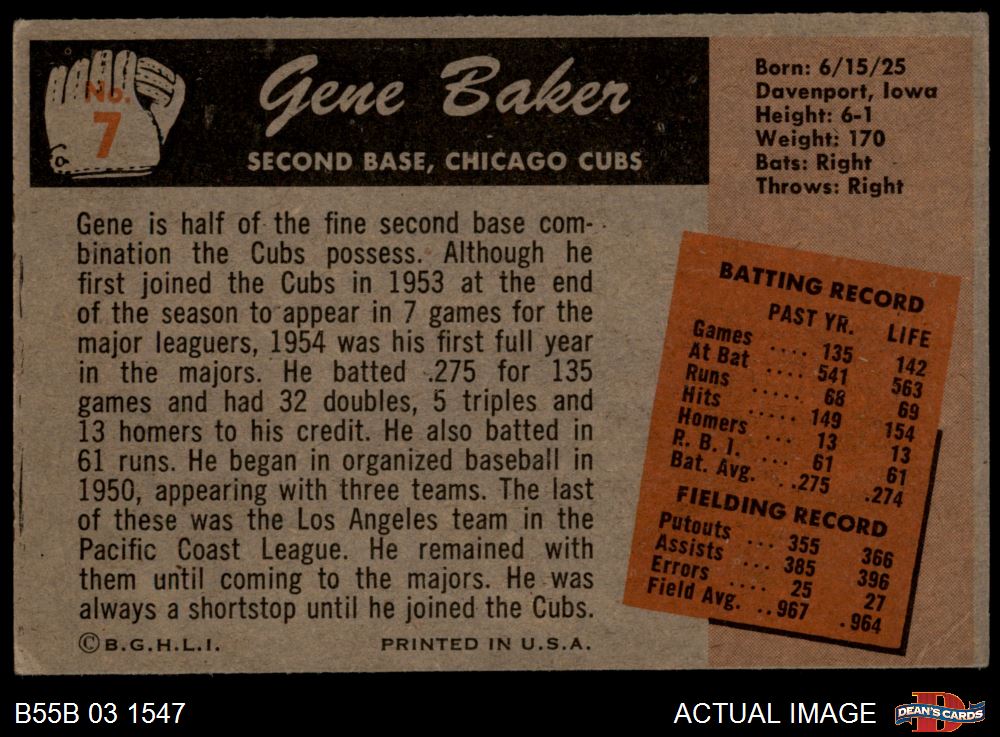 No.
7
Gene Baker
SECOND BASE, CHICAGO CUBS
Born: 6/15/25
Davenport, Iowa
Height: 6-1
Weight: 170
Bats: Right
Throws: Right
Gene is half of the fine second base com-
bination the Cubs possess. Although he
first joined the Cubs in 1953 at the end
of the season to appear in 7 games for the
major leaguers, 1954 was his first full year
in the majors. He batted .275 for 135
games and had 32 doubles, 5 triples and
13 homers to his credit. He also batted in
61 runs. He began in organized baseball in
1950, appearing with three teams. The last
of these was the Los Angeles team in the
Pacific Coast League. He remained with
them until coming to the majors. He was
always a shortstop until he joined the Cubs.
©B.G.H.L.I. PRINTED IN U.S.A.
BATTING RECORD
PAST YR. LIFE
Games .... 135 142
At Bat .... 541 563
Runs ..... 68 69
Hits ..... 149 154
Homers ... 13 13
R. B. I. ... 61 61
Bat. Avg. ..275 .274
FIELDING RECORD
Putouts ... 355 366
Assists ... 385 396
Errors .... 25 27
Field Avg. ..967 .964
B55B 03 1547
ACTUAL IMAGE
DEAN'S CARDS